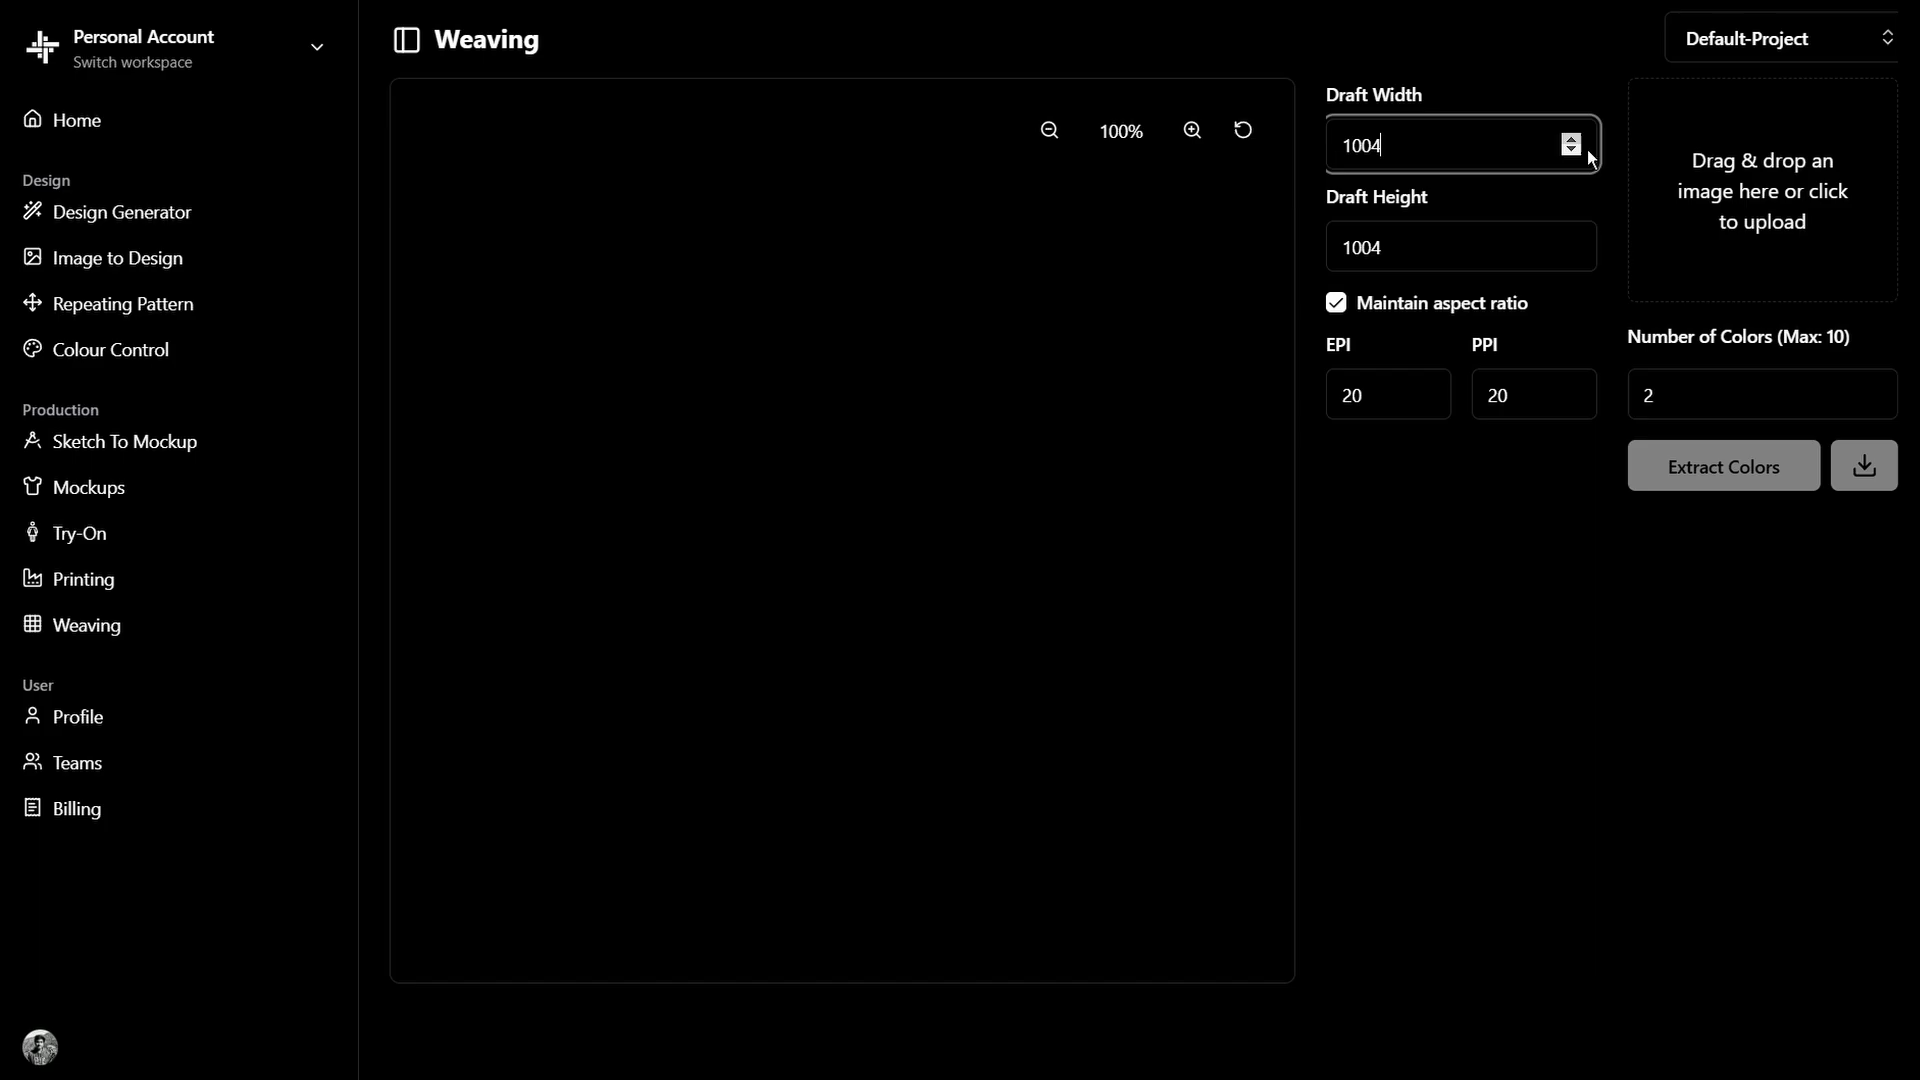 Personal Account
Switch workspace
Home
Design
Design Generator
Image to Design
Repeating Pattern
Colour Control
Production
Sketch To Mockup
Mockups
Try-On
Printing
Weaving
User
Profile
Teams
Billing
Weaving
Default-Project
100%
Draft Width
1004
Draft Height
1004
Maintain aspect ratio
EPI
PPI
20
20
Drag & drop an
image here or click
to upload
Number of Colors (Max: 10)
2
Extract Colors